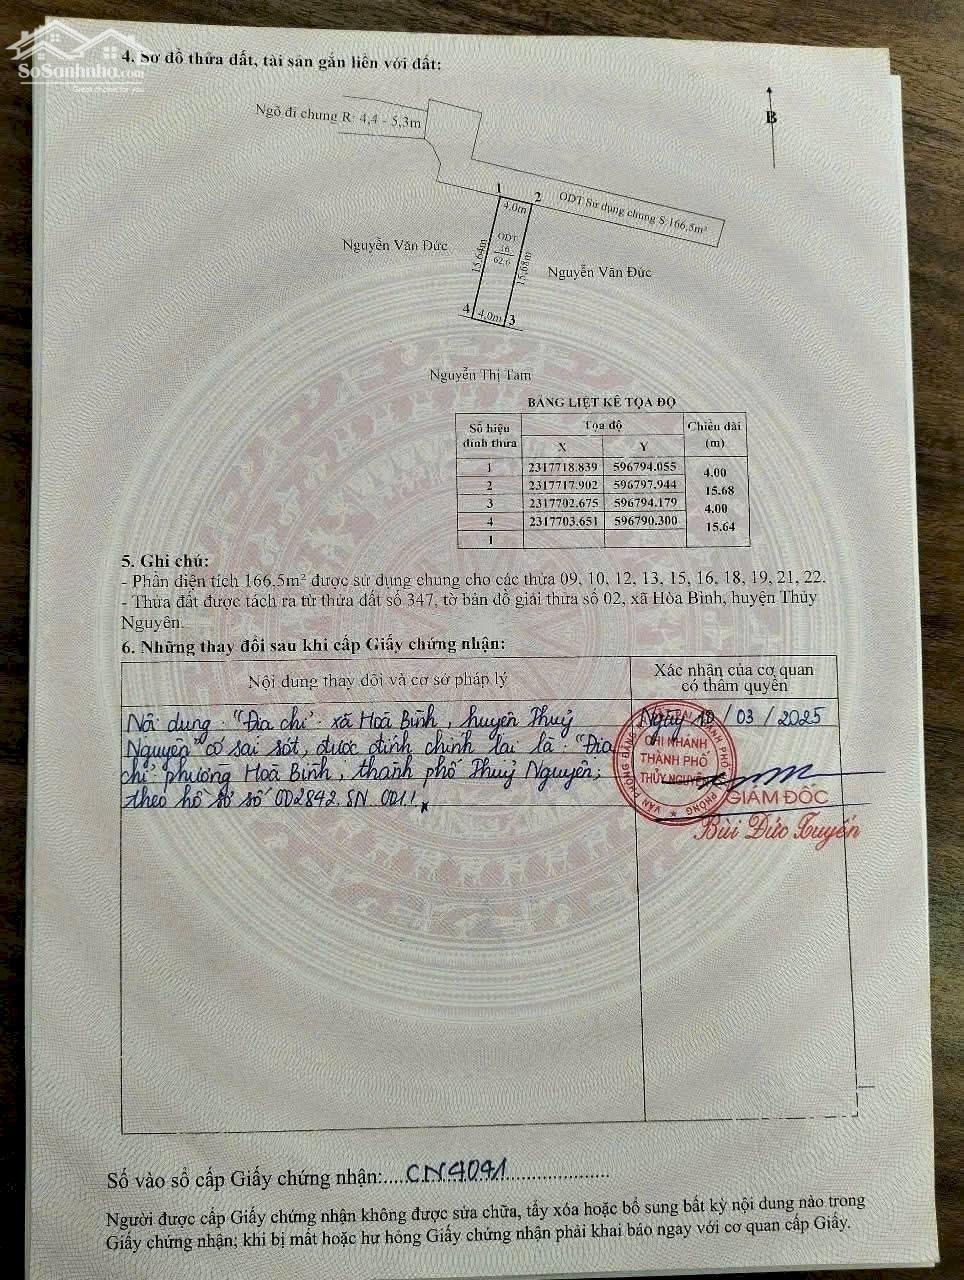 SoSanhnha.com
Great choices for you
4. Sơ đồ thửa đất, tài sản gắn liền với đất:
Ngõ đi chung R: 4,4 - 5,3m
B
1
2
4.0m
ODT Sử dụng chung S:166,5m²
Nguyễn Văn Đức
15.64m
ODT
16
62,6
15.68m
Nguyễn Văn Đức
4
4.0m
3
Nguyễn Thị Tam
BẢNG LIỆT KÊ TỌA ĐỘ
Số hiệu đỉnh thửa
Tọa độ
Chiều dài (m)
X
Y
1 2317718.839 596794.055
4.00
2 2317717.902 596797.944
15.68
3 2317702.675 596794.179
4.00
4 2317703.651 596790.300
15.64
1
5. Ghi chú:
- Phần diện tích 166,5m² được sử dụng chung cho các thửa 09, 10, 12, 13, 15, 16, 18, 19, 21, 22.
- Thửa đất được tách ra từ thửa đất số 347, tờ bản đồ giải thửa số 02, xã Hòa Bình, huyện Thủy
Nguyên.
6. Những thay đổi sau khi cấp Giấy chứng nhận:
Nội dung thay đổi và cơ sở pháp lý
Xác nhận của cơ quan
có thẩm quyền
Nội dung: "Địa chỉ: xã Hoà Bình, huyện Thuỷ
Nguyên" có sai sót, được đính chính lại là: "Địa
chỉ phường Hoà Bình, thành phố Thuỷ Nguyên;
theo hồ sơ số 002842.SN.001.
Ngày 10/03/2025
CHI NHÁNH
THÀNH PHỐ
THỦY NGUYÊN
GIÁM ĐỐC
Bùi Đức Tuyến
Số vào sổ cấp Giấy chứng nhận:....CN4041....................
Người được cấp Giấy chứng nhận không được sửa chữa, tẩy xóa hoặc bổ sung bất kỳ nội dung nào trong
Giấy chứng nhận; khi bị mất hoặc hư hỏng Giấy chứng nhận phải khai báo ngay với cơ quan cấp Giấy.